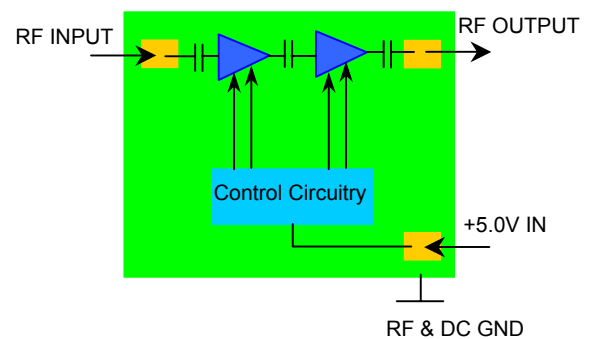 RF INPUT
RF OUTPUT
Control Circuitry
+5.0V IN
RF & DC GND